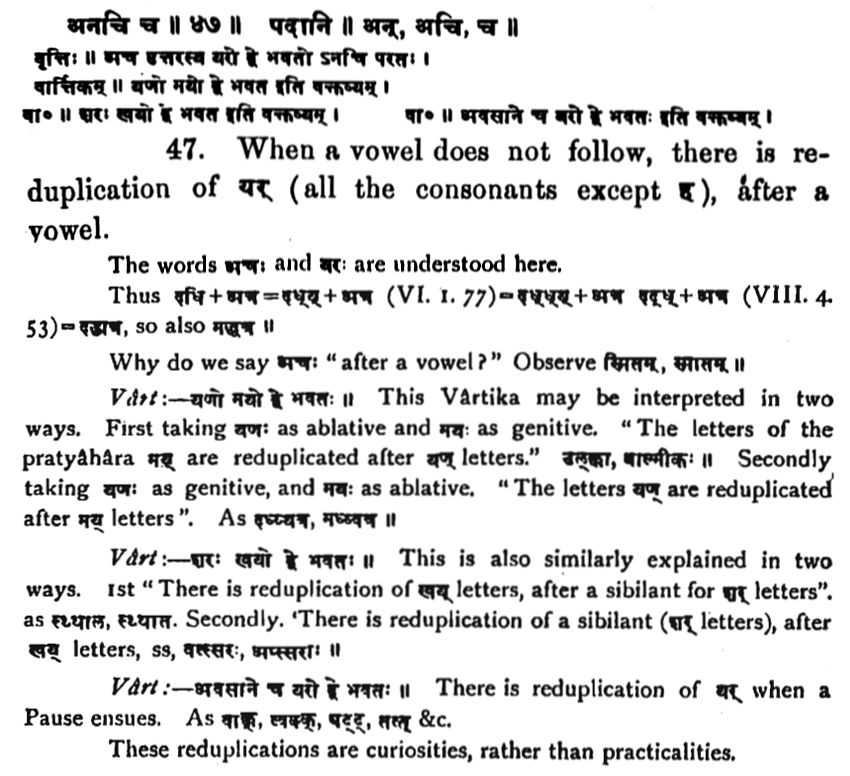 अनचि च ॥ ४७ ॥ पदानि ॥ अन्, अचि, च ॥
वृत्तिः ॥ अच उत्तरस्य यरो द्वे भवतो ऽनचि परतः ।
वार्त्तिकम् ॥ यणो मयो द्वे भवत इति वक्तव्यम् ।
वा० ॥ शरः खयो द्वे भवत इति वक्तव्यम् । वा० ॥ अवसाने च यरो द्वे भवतः इति वक्तव्यम् ।
47. When a vowel does not follow, there is re-
duplication of यर् (all the consonants except ह), after a
vowel.
The words अचः and यरः are understood here.
Thus दधि + अत्र = दध्य् + अत्र (VI. 1. 77) = दध्ध्य् + अत्र दद्ध् + अत्र (VIII. 4.
53) = , so also ॥
Why do we say अचः "after a vowel?" Observe स्मितम्, ॥
Vârt :—यणो मयो द्वे भवतः ॥ This Vârtika may be interpreted in two
ways. First taking यणः as ablative and मयः as genitive. "The letters of the
pratyâhâra मय् are reduplicated after यण् letters." उल्क्का, वाल्मीकः ॥ Secondly
taking यणः as genitive, and मयः as ablative. "The letters यण् are reduplicated
after मय् letters". As ॥
Vârt :—शरः खयो द्वे भवतः ॥ This is also similarly explained in two
ways. 1st "There is reduplication of खय् letters, after a sibilant for शर् letters".
as . Secondly. 'There is reduplication of a sibilant (शर् letters), after
खय् letters, ss, वत्स्सरः, अप्स्सराः ॥
Vârt :—अवसाने च यरो द्वे भवतः ॥ There is reduplication of यर् when a
Pause ensues. As वाक्क्, त्वक्क्, षट्ट्, तत्त् &c.
These reduplications are curiosities, rather than practicalities.